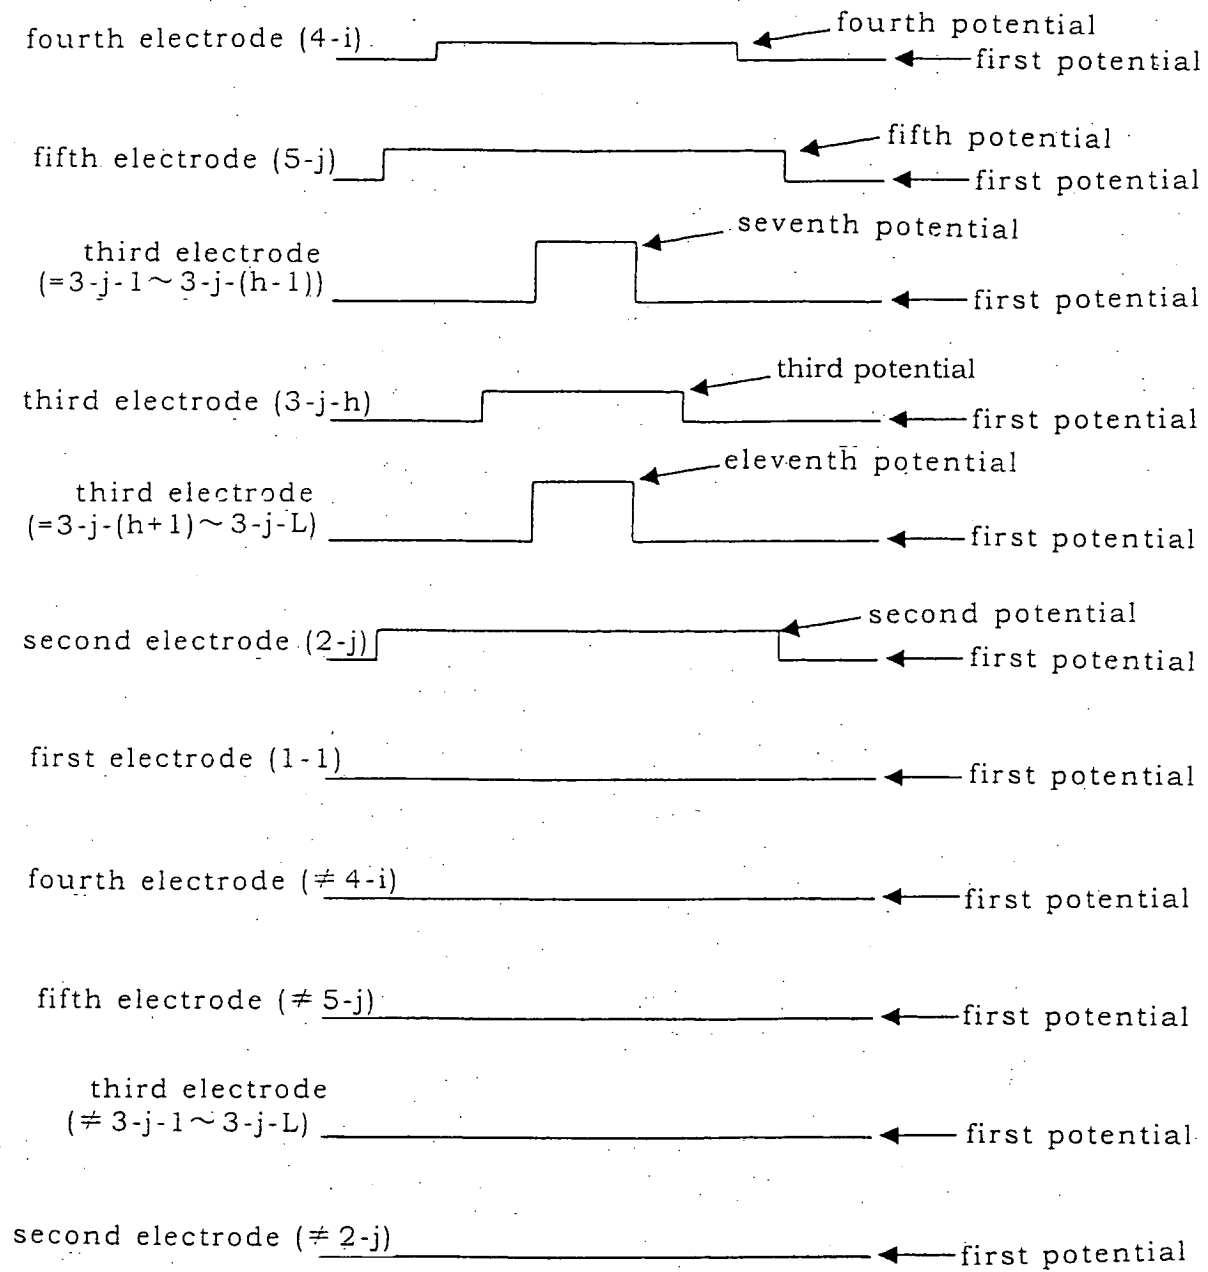 fourth electrode (4-i)
fourth potential
first potential
fifth electrode (5-j)
fifth potential
first potential
third electrode
(=3-j-1~3-j-(h-1))
seventh potential
first potential
third electrode (3-j-h)
third potential
first potential
third electrode
(=3-j-(h+1)~3-j-L)
eleventh potential
first potential
second electrode (2-j)
second potential
first potential
first electrode (1-1)
first potential
fourth electrode (≠4-i)
first potential
fifth electrode (≠5-j)
first potential
third electrode
(≠3-j-1~3-j-L)
first potential
second electrode (≠2-j)
first potential